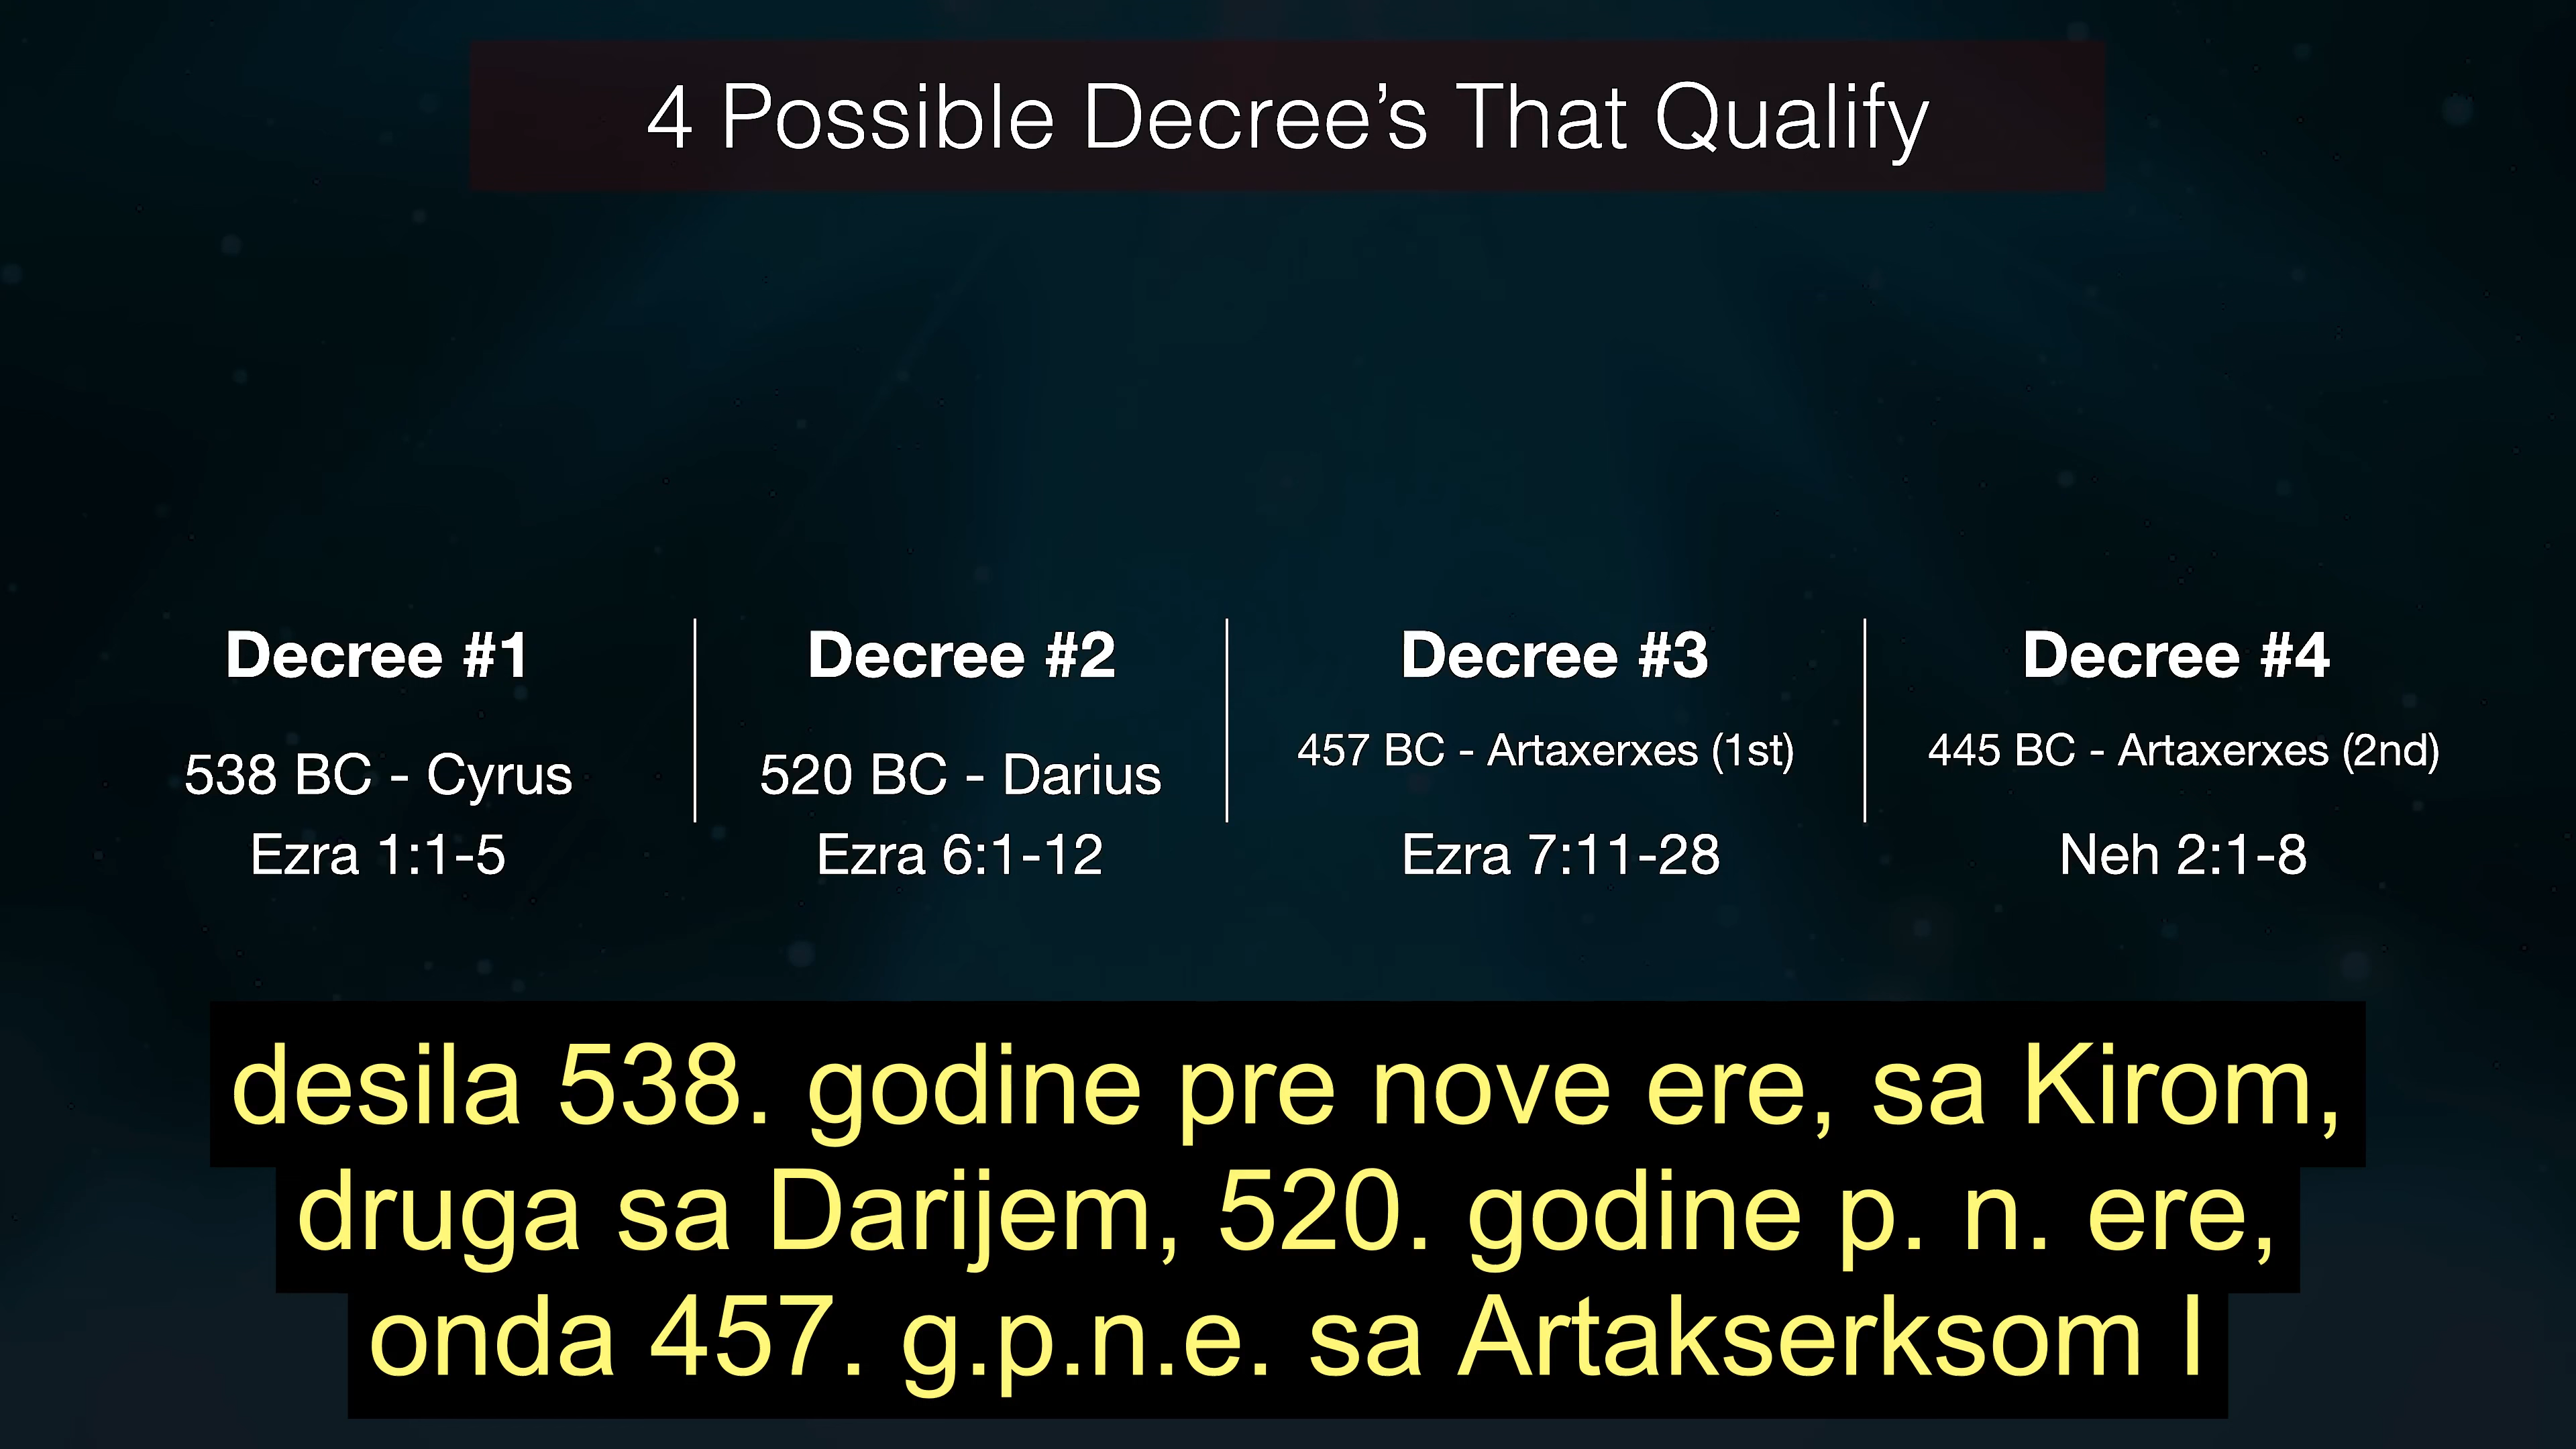 4 Possible Decree’s That Qualify
Decree #1
538 BC - Cyrus
Ezra 1:1-5
Decree #2
520 BC - Darius
Ezra 6:1-12
Decree #3
457 BC - Artaxerxes (1st)
Ezra 7:11-28
Decree #4
445 BC - Artaxerxes (2nd)
Neh 2:1-8
desila 538. godine pre nove ere, sa Kirom,
druga sa Darijem, 520. godine p. n. ere,
onda 457. g.p.n.e. sa Artakserksom I